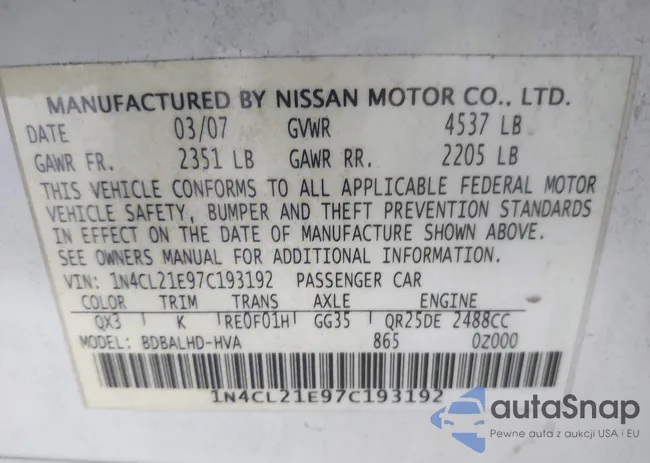 MANUFACTURED BY NISSAN MOTOR CO., LTD.
DATE 03/07 GVWR 4537 LB
GAWR FR. 2351 LB GAWR RR. 2205 LB
THIS VEHICLE CONFORMS TO ALL APPLICABLE FEDERAL MOTOR
VEHICLE SAFETY, BUMPER AND THEFT PREVENTION STANDARDS
IN EFFECT ON THE DATE OF MANUFACTURE SHOWN ABOVE.
SEE OWNERS MANUAL FOR ADDITIONAL INFORMATION.
VIN: 1N4CL21E97C193192 PASSENGER CAR
COLOR TRIM TRANS AXLE ENGINE
QX3 K RE0F01H GG35 QR25DE 2488CC
MODEL: BDBALHD-HVA 865 0Z000
1N4CL21E97C193192
autaSnap
Pewne auta z aukcji USA i EU